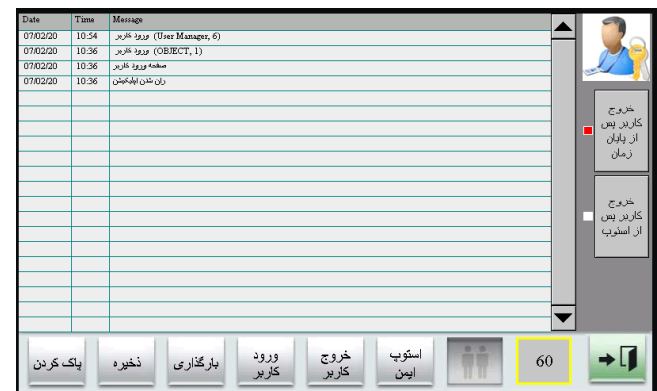 Date Time Message
07/02/20 10:54 ورود کاربر (User Manager, 6)
07/02/20 10:36 ورود کاربر (OBJECT, 1)
07/02/20 10:36 صفحه ورود کاربر
07/02/20 10:36 ران شدن اپلیکیشن
خروج
کاربر پس
از پایان
زمان
خروج
کاربر پس
از استوپ
پاک کردن
ذخیره
بارگذاری
ورود
کاربر
خروج
کاربر
استوپ
ایمن
60